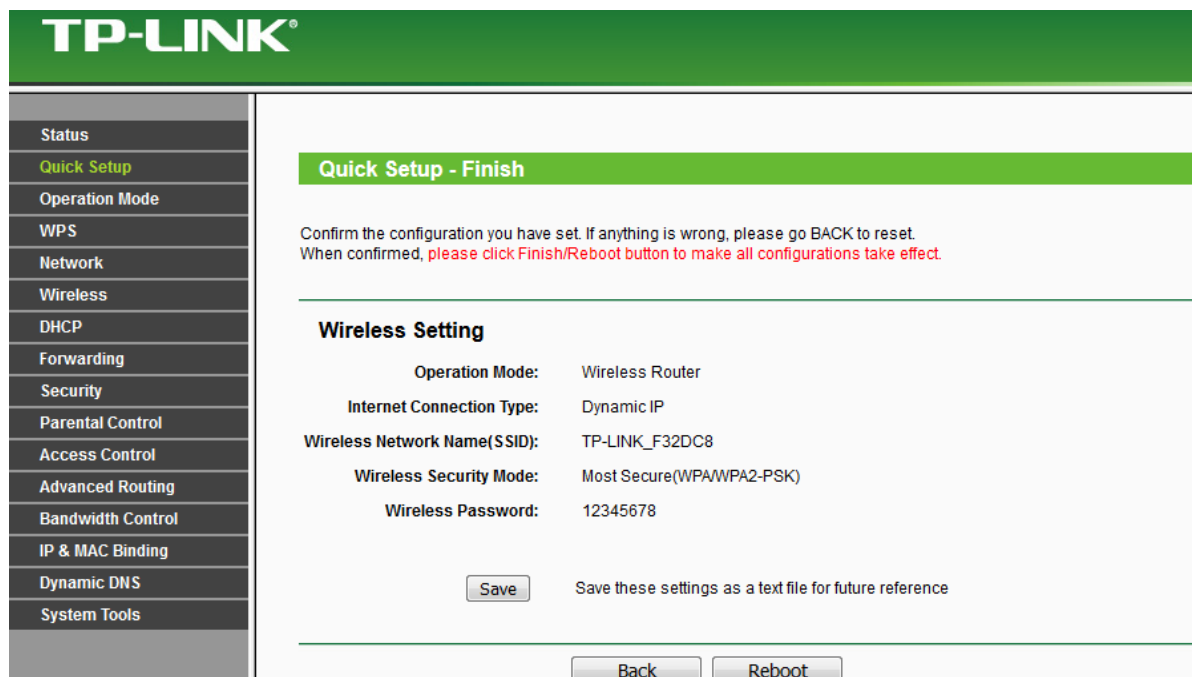 TP-LINK®
Status
Quick Setup
Operation Mode
WPS
Network
Wireless
DHCP
Forwarding
Security
Parental Control
Access Control
Advanced Routing
Bandwidth Control
IP & MAC Binding
Dynamic DNS
System Tools
Quick Setup - Finish
Confirm the configuration you have set. If anything is wrong, please go BACK to reset.
When confirmed, please click Finish/Reboot button to make all configurations take effect.
Wireless Setting
Operation Mode: Wireless Router
Internet Connection Type: Dynamic IP
Wireless Network Name(SSID): TP-LINK_F32DC8
Wireless Security Mode: Most Secure(WPA/WPA2-PSK)
Wireless Password: 12345678
Save Save these settings as a text file for future reference
Back Reboot